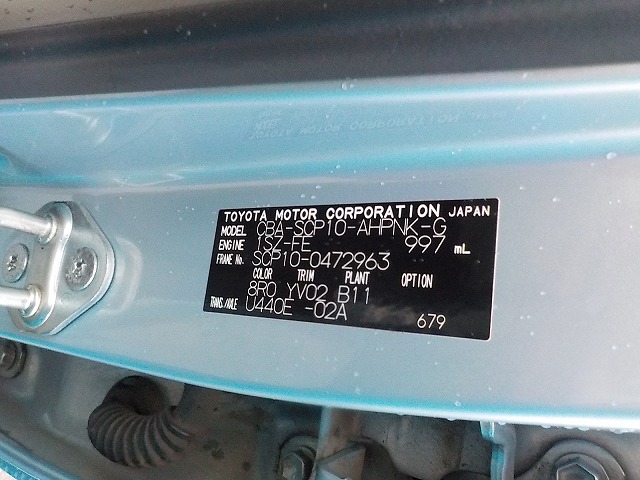 TOYOTA MOTOR CORPORATION JAPAN
MODEL CBA-SCP10-AHPNK-G
ENGINE 1SZ-FE 997 mL
FRAME No. SCP10-0472963
COLOR TRIM PLANT OPTION
8R0 YV02 B11
TRANS./AXLE U440E -02A
679